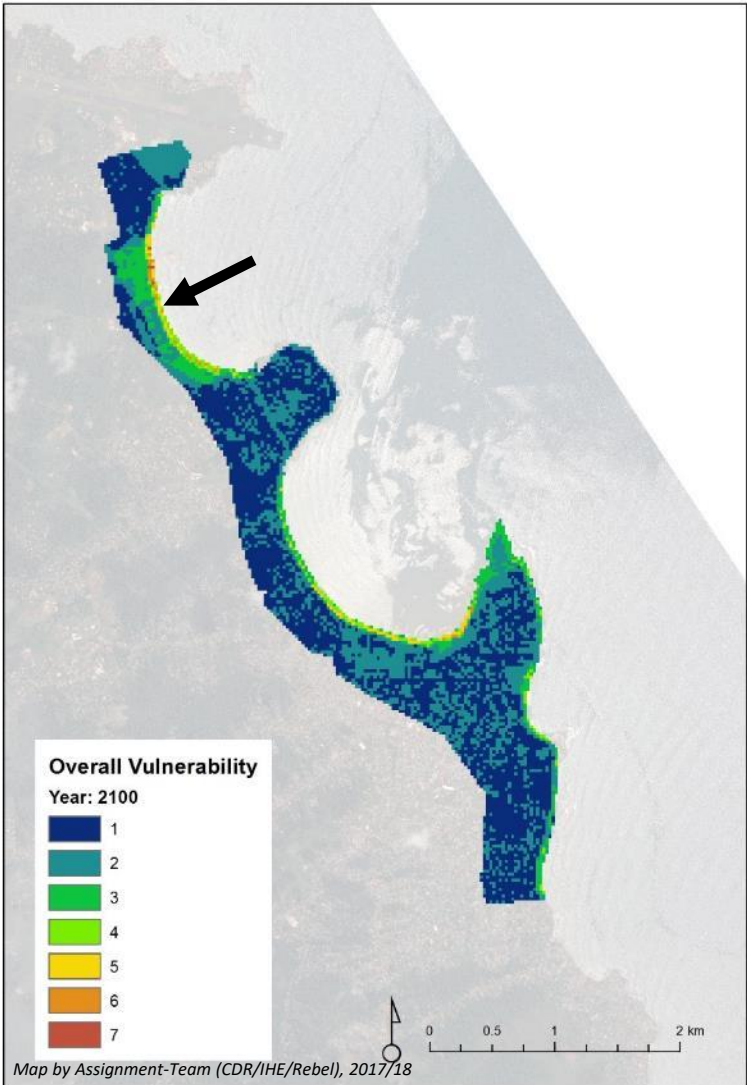 Overall Vulnerability
Year: 2100
1
2
3
4
5
6
7
0 0.5 1 2 km
Map by Assignment-Team (CDR/IHE/Rebel), 2017/18